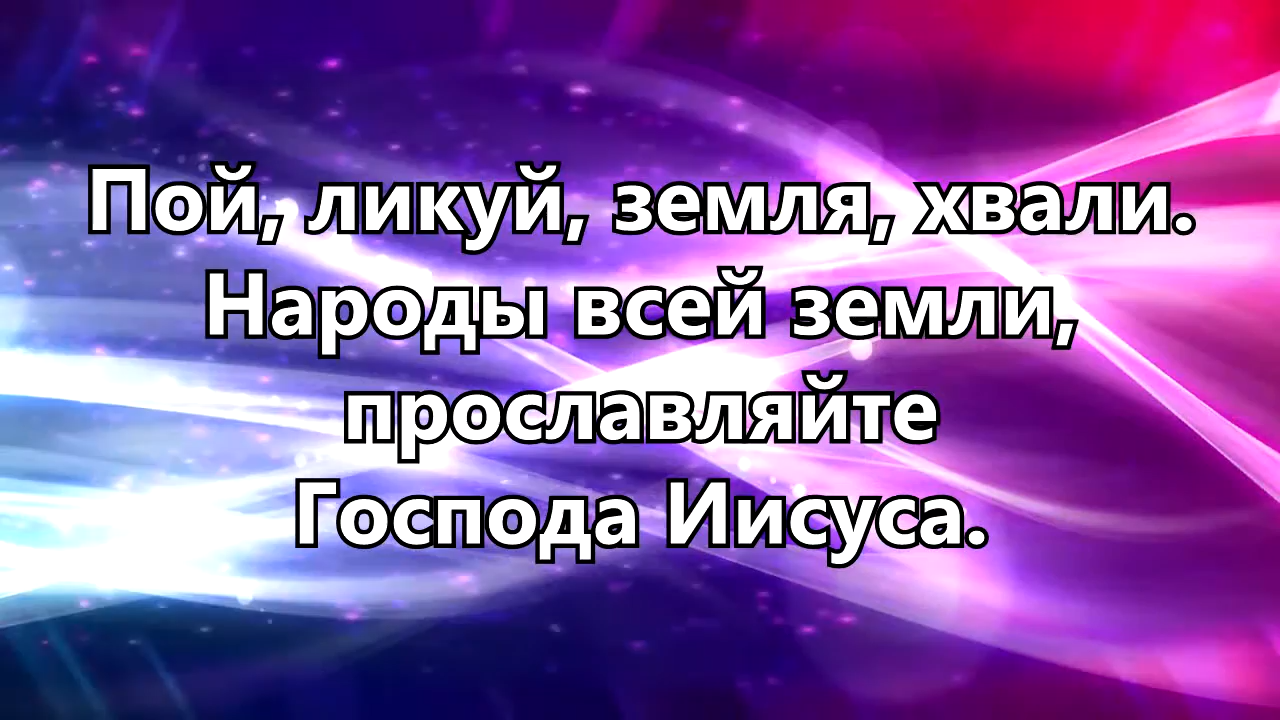 Пой, ликуй, земля, хвали.
Народы всей земли,
прославляйте
Господа Иисуса.